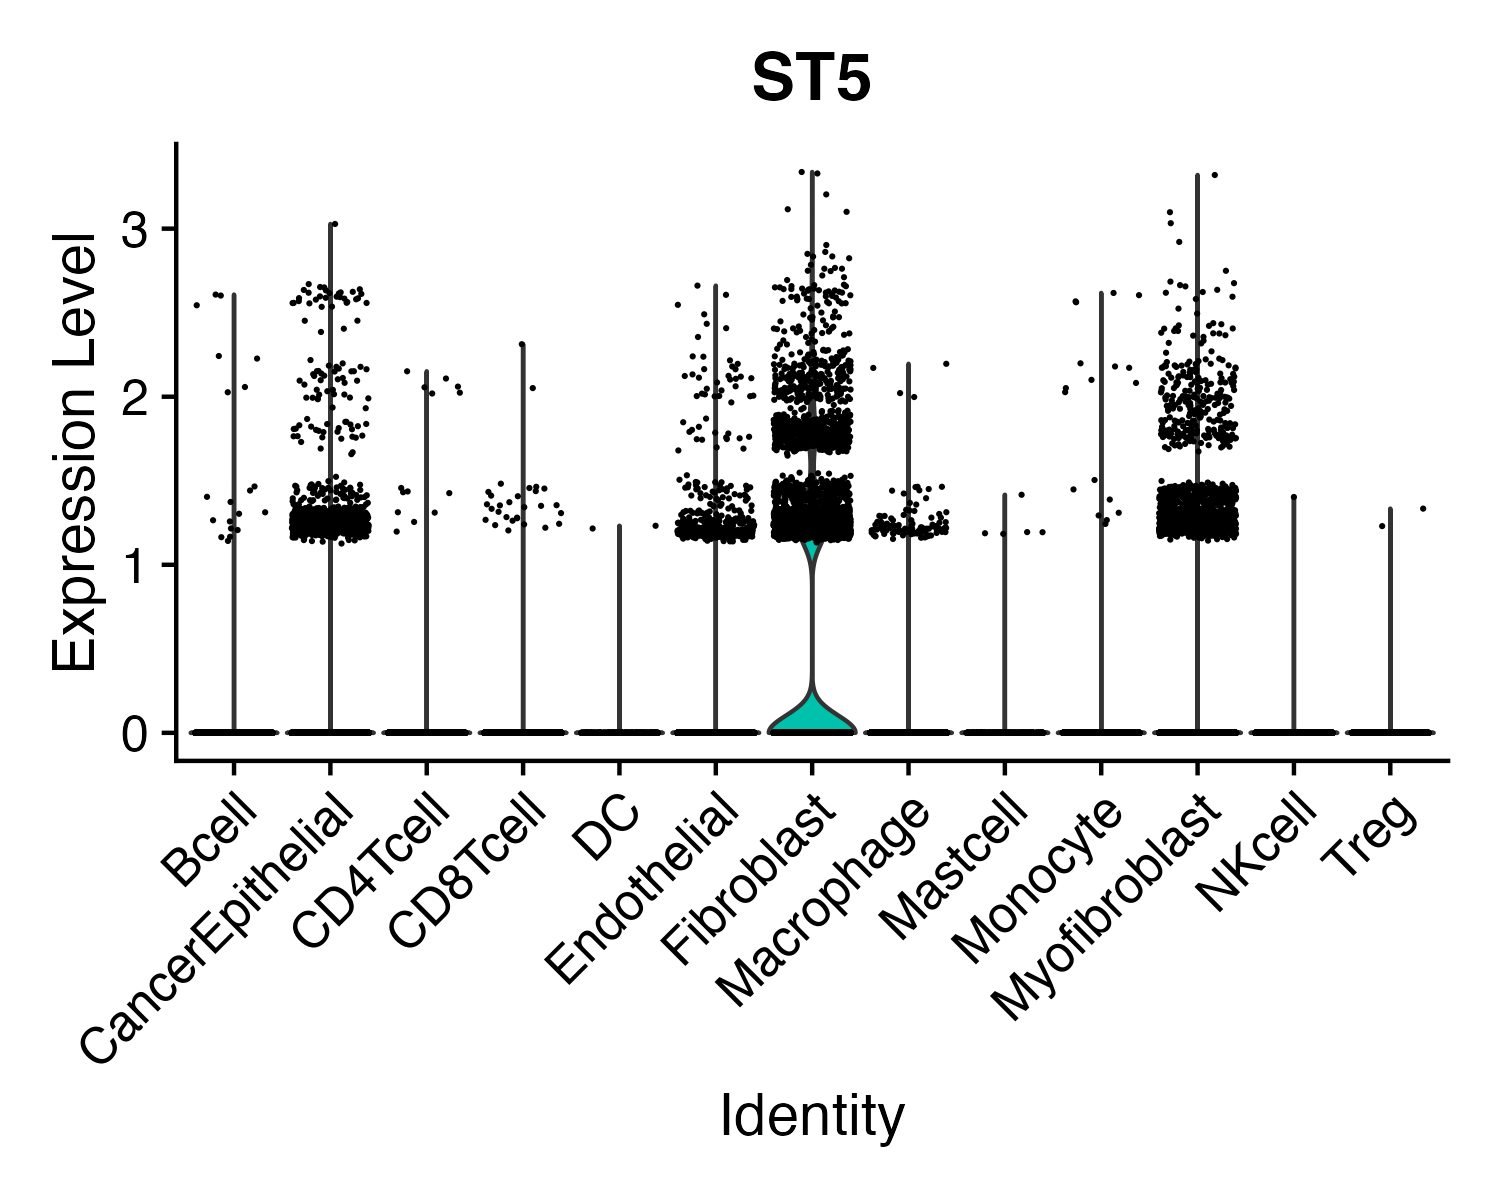 ST5
Expression Level
3
2
1
0
Bcell
CancerEpithelial
CD4Tcell
CD8Tcell
DC
Endothelial
Fibroblast
Macrophage
Mastcell
Monocyte
Myofibroblast
NKcell
Treg
Identity